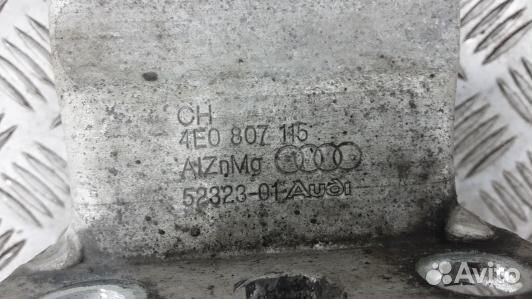 CH
4E0 807 115
AlZnMg
52323-01 Audi
Avito